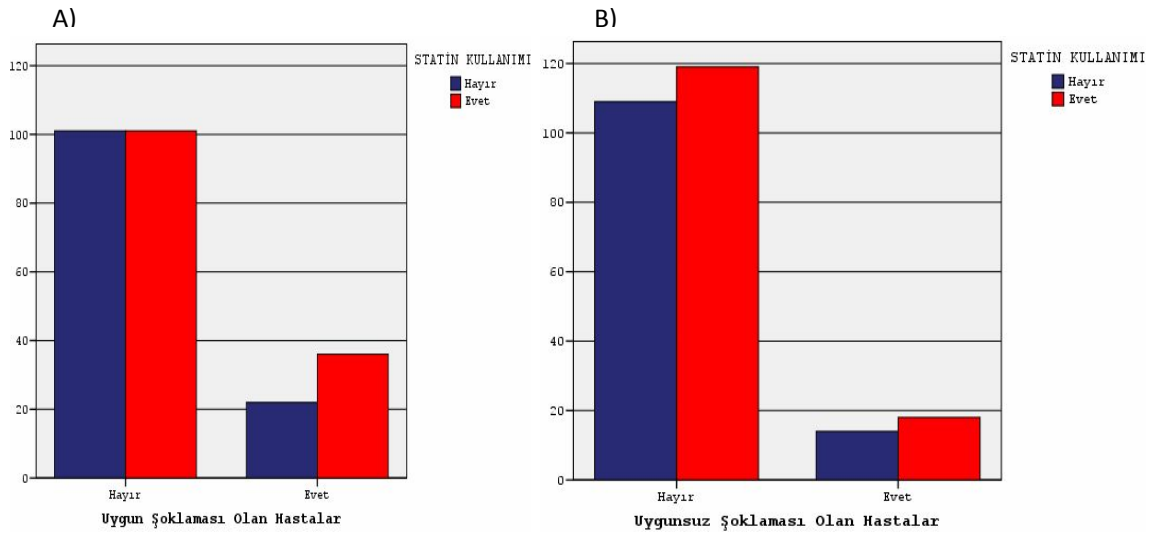 A)
STATİN KULLANIMI
Hayır
Evet
120
100
80
60
40
20
0
Hayır
Evet
Uygun Şoklaması Olan Hastalar
B)
STATİN KULLANIMI
Hayır
Evet
120
100
80
60
40
20
0
Hayır
Evet
Uygunsuz Şoklaması Olan Hastalar